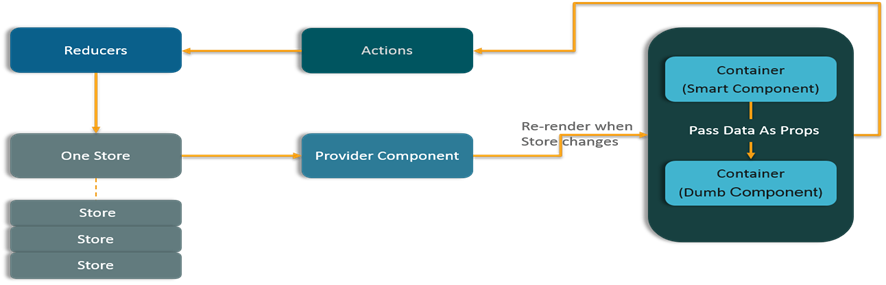 Reducers
Actions
Container
(Smart Component)
Pass Data As Props
Container
(Dumb Component)
One Store
Provider Component
Re-render when
Store changes
Store
Store
Store